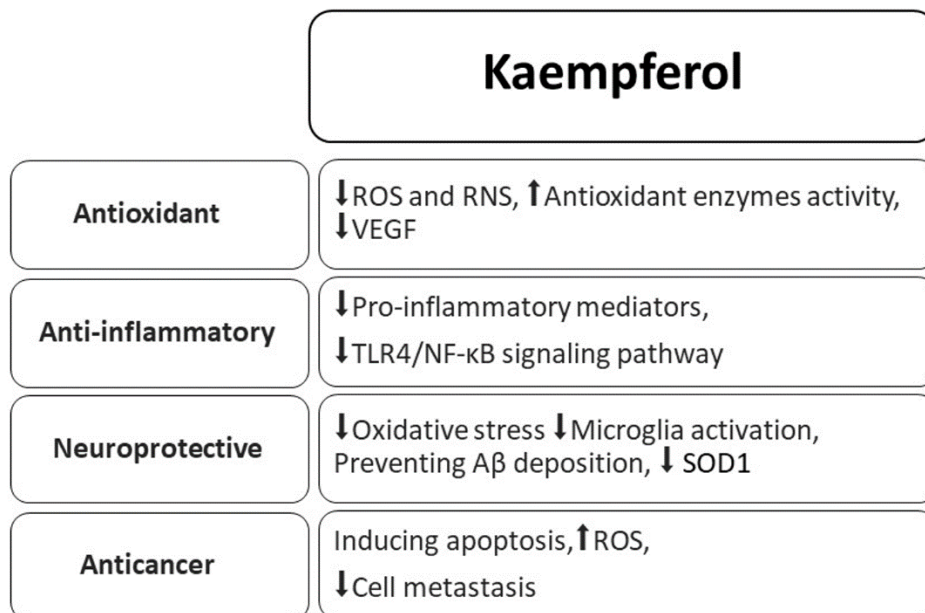 Kaempferol
Antioxidant
↓ROS and RNS, ↑Antioxidant enzymes activity,
↓VEGF
Anti-inflammatory
↓Pro-inflammatory mediators,
↓TLR4/NF-κB signaling pathway
Neuroprotective
↓Oxidative stress ↓Microglia activation,
Preventing Aβ deposition, ↓ SOD1
Anticancer
Inducing apoptosis,↑ROS,
↓Cell metastasis